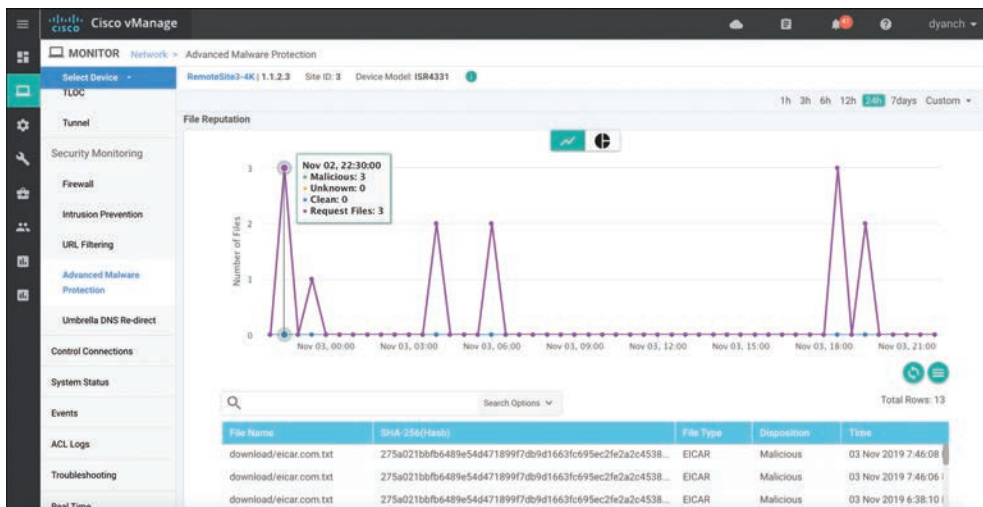 CISCO Cisco vManage
41
dyanch
MONITOR Network > Advanced Malware Protection
Select Device
RemoteSite3-4K | 1.1.2.3 Site ID: 3 Device Model: ISR4331
TLOC
Tunnel
Security Monitoring
Firewall
Intrusion Prevention
URL Filtering
Advanced Malware
Protection
Umbrella DNS Re-direct
Control Connections
System Status
Events
ACL Logs
Troubleshooting
Real Time
1h 3h 6h 12h 24h 7days Custom
File Reputation
Nov 02, 22:30:00
Malicious: 3
Unknown: 0
Clean: 0
Request Files: 3
Number of Files
3
2
1
0
Nov 03, 00:00 Nov 03, 03:00 Nov 03, 06:00 Nov 03, 09:00 Nov 03, 12:00 Nov 03, 15:00 Nov 03, 18:00 Nov 03, 21:00
Search Options
Total Rows: 13
File Name SHA-256(Hash) File Type Disposition Time
download/eicar.com.txt 275a021bbfb6489e54d471899f7db9d1663fc695ec2fe2a2c4538... EICAR Malicious 03 Nov 2019 7:46:08
download/eicar.com.txt 275a021bbfb6489e54d471899f7db9d1663fc695ec2fe2a2c4538... EICAR Malicious 03 Nov 2019 7:46:06
download/eicar.com.txt 275a021bbfb6489e54d471899f7db9d1663fc695ec2fe2a2c4538... EICAR Malicious 03 Nov 2019 6:38:10